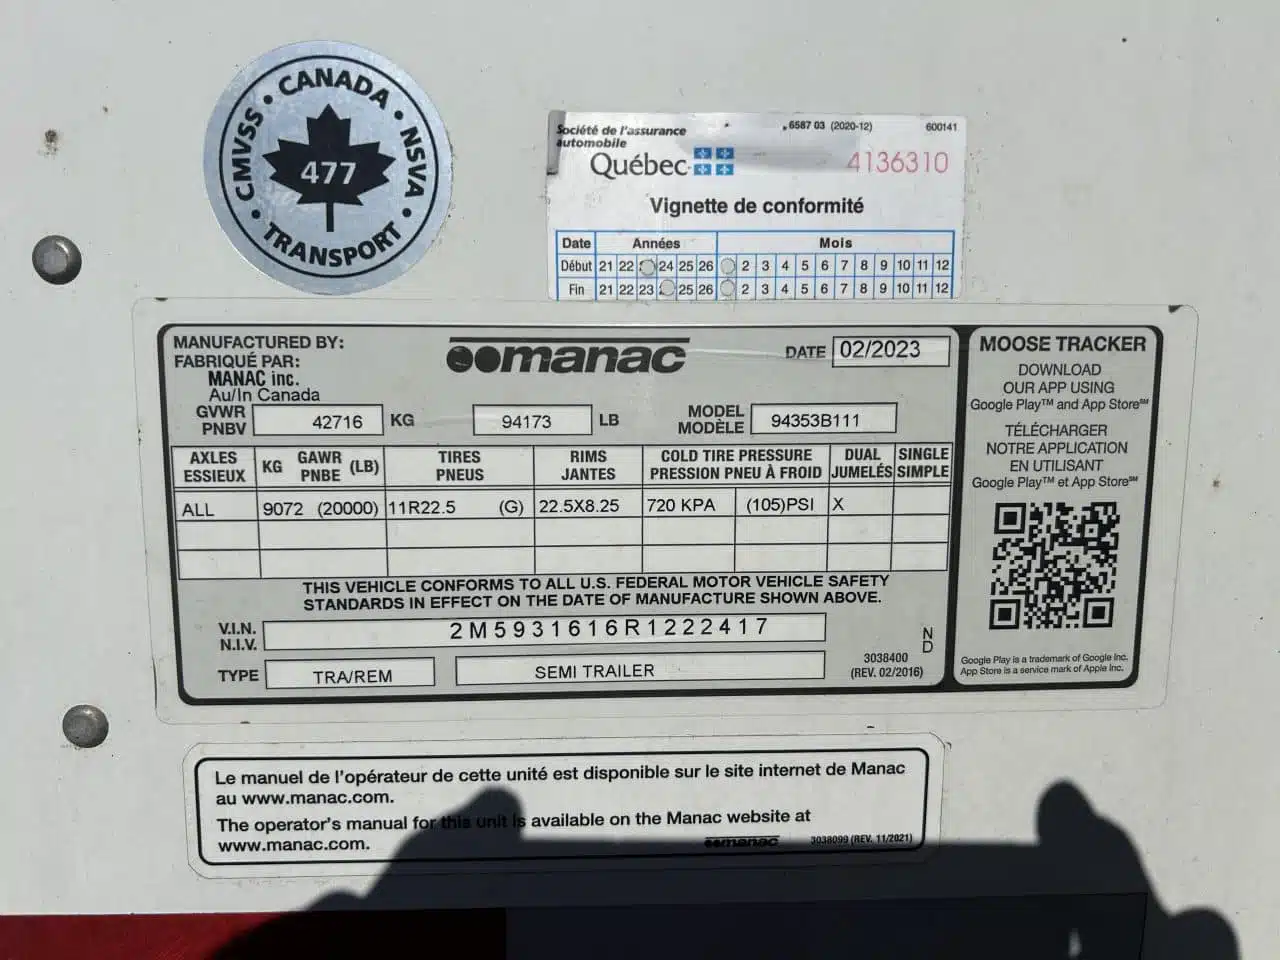 CANADA
CMVSS • NSVA
477
TRANSPORT
Société de l'assurance
automobile
Québec
6587 03 (2020-12)
600141
4136310
Vignette de conformité
Date Années Mois
Début 21 22 24 25 26 2 3 4 5 6 7 8 9 10 11 12
Fin 21 22 23 25 26 2 3 4 5 6 7 8 9 10 11 12
MANUFACTURED BY:
FABRIQUÉ PAR:
MANAC inc.
Au/In Canada
manac
DATE 02/2023
GVWR
PNBV
42716 KG
94173 LB
MODEL
MODÈLE
94353B111
AXLES
ESSIEUX
KG GAWR
PNBE (LB)
TIRES
PNEUS
RIMS
JANTES
COLD TIRE PRESSURE
PRESSION PNEU À FROID
DUAL
JUMELÉS
SINGLE
SIMPLE
ALL 9072 (20000) 11R22.5 (G) 22.5X8.25 720 KPA (105)PSI X
THIS VEHICLE CONFORMS TO ALL U.S. FEDERAL MOTOR VEHICLE SAFETY
STANDARDS IN EFFECT ON THE DATE OF MANUFACTURE SHOWN ABOVE.
V.I.N.
N.I.V.
2M5931616R1222417
TYPE TRA/REM SEMI TRAILER
N
D
3038400
(REV. 02/2016)
MOOSE TRACKER
DOWNLOAD
OUR APP USING
Google Play™ and App Store℠
TÉLÉCHARGER
NOTRE APPLICATION
EN UTILISANT
Google Play™ et App Store℠
Google Play is a trademark of Google Inc.
App Store is a service mark of Apple Inc.
Le manuel de l'opérateur de cette unité est disponible sur le site internet de Manac
au www.manac.com.
The operator's manual for this unit is available on the Manac website at
www.manac.com.
manac
3038099 (REV. 11/2021)